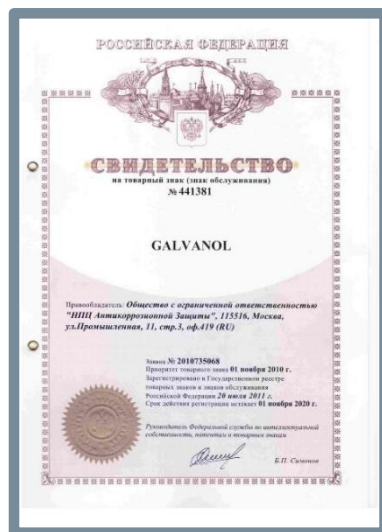 РОССИЙСКАЯ ФЕДЕРАЦИЯ
СВИДЕТЕЛЬСТВО
на товарный знак (знак обслуживания)
№ 441381
GALVANOL
Правообладатель: Общество с ограниченной ответственностью
"НПЦ Антикоррозионной Защиты", 115516, Москва,
ул.Промышленная, 11, стр.3, оф.419 (RU)
Заявка № 2010735068
Приоритет товарного знака 01 ноября 2010 г.
Зарегистрировано в Государственном реестре
товарных знаков и знаков обслуживания
Российской Федерации 20 июля 2011 г.
Срок действия регистрации истекает 01 ноября 2020 г.
Руководитель Федеральной службы по интеллектуальной
собственности, патентам и товарным знакам
Б.П. Симонов